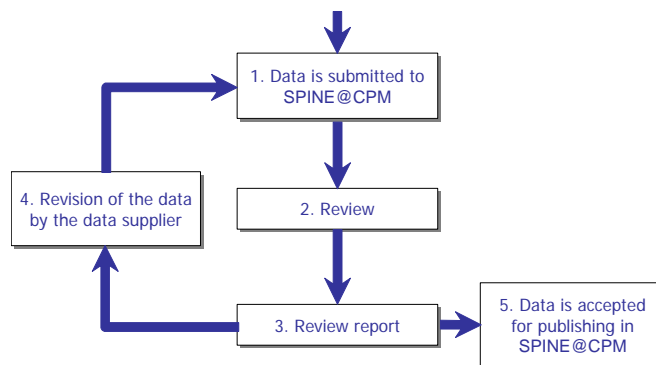 1. Data is submitted to
SPINE@CPM
2. Review
3. Review report
4. Revision of the data
by the data supplier
5. Data is accepted
for publishing in
SPINE@CPM